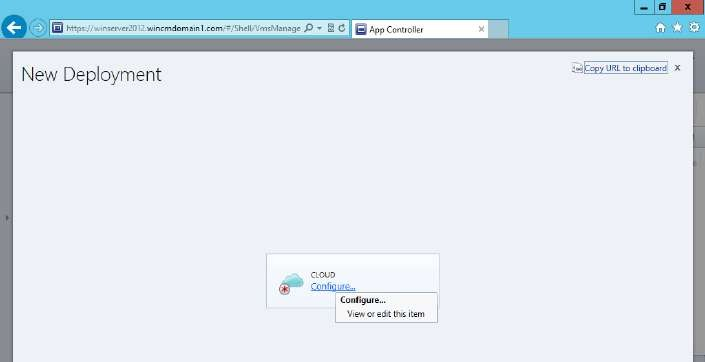 https://winserver2012.wincmdomain1.com/#/Shell/VmsManage
App Controller
New Deployment
Copy URL to clipboard
CLOUD
Configure...
Configure...
View or edit this item